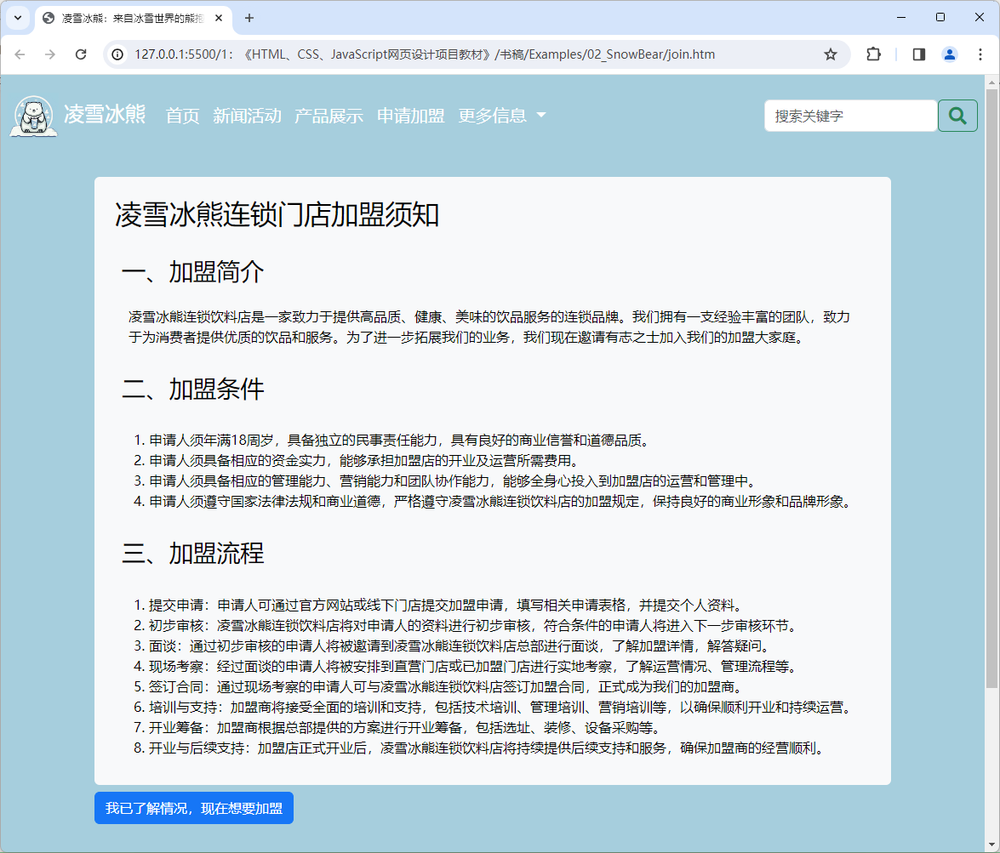 凌雪冰熊：来自冰雪世界的熊抱
127.0.0.1:5500/1：《HTML、CSS、JavaScript网页设计项目教材》/书稿/Examples/02_SnowBear/join.htm
凌雪冰熊 首页 新闻活动 产品展示 申请加盟 更多信息 搜索关键字
凌雪冰熊连锁门店加盟须知
一、加盟简介
凌雪冰熊连锁饮料店是一家致力于提供高品质、健康、美味的饮品服务的连锁品牌。我们拥有一支经验丰富的团队，致力
于为消费者提供优质的饮品和服务。为了进一步拓展我们的业务，我们现在邀请有志之士加入我们的加盟大家庭。
二、加盟条件
1. 申请人须年满18周岁，具备独立的民事责任能力，具有良好的商业信誉和道德品质。
2. 申请人须具备相应的资金实力，能够承担加盟店的开业及运营所需费用。
3. 申请人须具备相应的管理能力、营销能力和团队协作能力，能够全身心投入到加盟店的运营和管理中。
4. 申请人须遵守国家法律法规和商业道德，严格遵守凌雪冰熊连锁饮料店的加盟规定，保持良好的商业形象和品牌形象。
三、加盟流程
1. 提交申请：申请人可通过官方网站或线下门店提交加盟申请，填写相关申请表格，并提交个人资料。
2. 初步审核：凌雪冰熊连锁饮料店将对申请人的资料进行初步审核，符合条件的申请人将进入下一步审核环节。
3. 面谈：通过初步审核的申请人将被邀请到凌雪冰熊连锁饮料店总部进行面谈，了解加盟详情，解答疑问。
4. 现场考察：经过面谈的申请人将被安排到直营门店或已加盟门店进行实地考察，了解运营情况、管理流程等。
5. 签订合同：通过现场考察的申请人可与凌雪冰熊连锁饮料店签订加盟合同，正式成为我们的加盟商。
6. 培训与支持：加盟商将接受全面的培训和支持，包括技术培训、管理培训、营销培训等，以确保顺利开业和持续运营。
7. 开业筹备：加盟商根据总部提供的方案进行开业筹备，包括选址、装修、设备采购等。
8. 开业与后续支持：加盟店正式开业后，凌雪冰熊连锁饮料店将持续提供后续支持和服务，确保加盟商的经营顺利。
我已了解情况，现在想要加盟